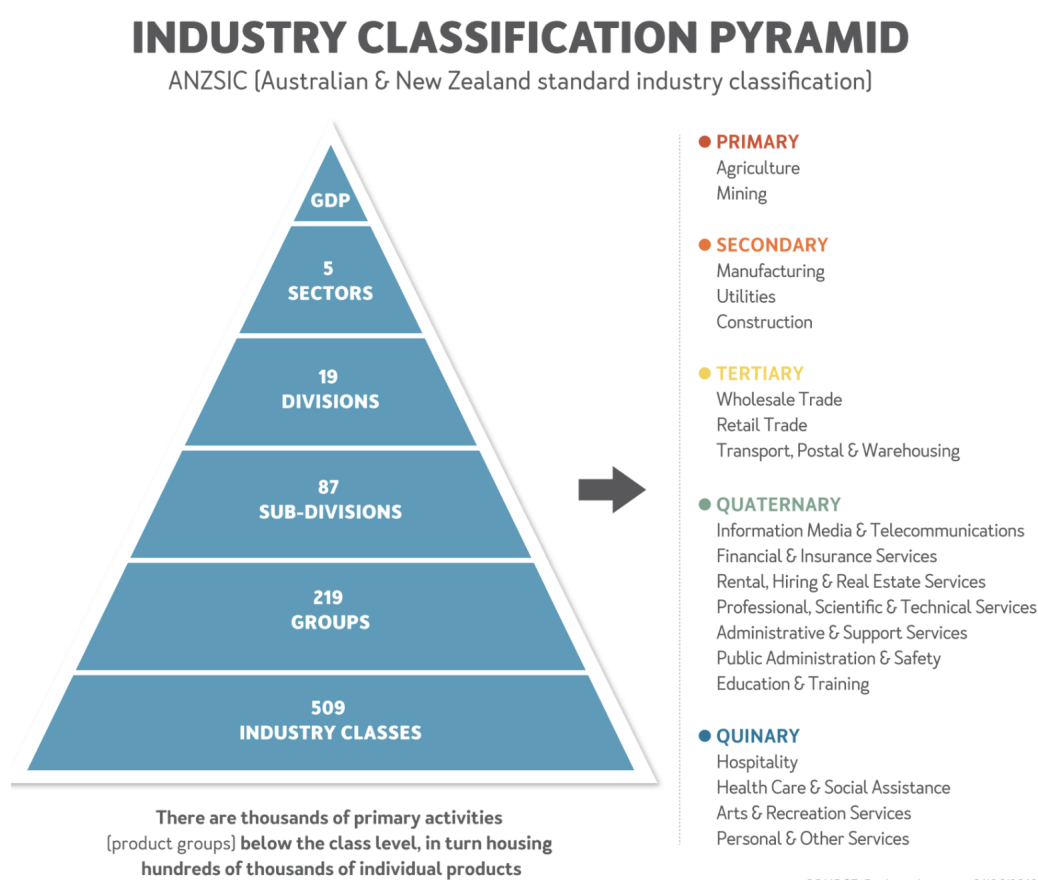 INDUSTRY CLASSIFICATION PYRAMID
ANZSIC (Australian & New Zealand standard industry classification)
GDP
5
SECTORS
19
DIVISIONS
87
SUB-DIVISIONS
219
GROUPS
509
INDUSTRY CLASSES
There are thousands of primary activities
(product groups) below the class level, in turn housing
hundreds of thousands of individual products
PRIMARY
Agriculture
Mining
SECONDARY
Manufacturing
Utilities
Construction
TERTIARY
Wholesale Trade
Retail Trade
Transport, Postal & Warehousing
QUATERNARY
Information Media & Telecommunications
Financial & Insurance Services
Rental, Hiring & Real Estate Services
Professional, Scientific & Technical Services
Administrative & Support Services
Public Administration & Safety
Education & Training
QUINARY
Hospitality
Health Care & Social Assistance
Arts & Recreation Services
Personal & Other Services